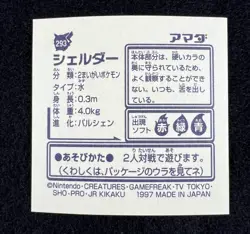 293
シェルダー
分類:2まいがいポケモン
タイプ:水
身長:0.3m
体重:4.0kg
進化:パルシェン
アマダ
本体部分は、硬いカラの
奥に守られているため、
よく観察することができ
ない。いつも、舌を出し
ている。
出現ソフト 赤 緑 青
●あそびかた● 2人対戦で遊びます。
(くわしくは、パッケージのウラを見てネ)
©Nintendo・CREATURES・GAMEFREAK・TV TOKYO・
SHO-PRO・JR KIKAKU 1997 MADE IN JAPAN